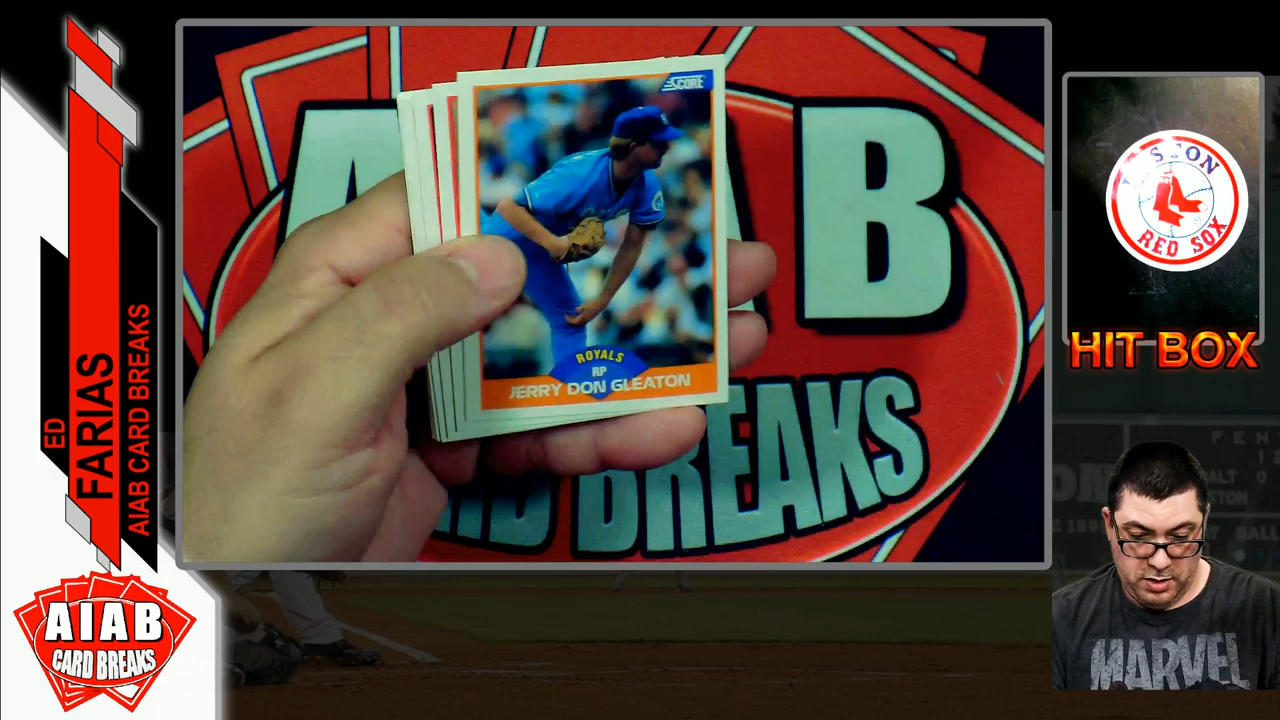 ED
FARIAS
AIAB CARD BREAKS
AIAB
CARD BREAKS
SCORE
ROYALS
RP
JERRY DON GLEATON
A B
BREAKS
RED SOX
HIT BOX
MARVEL
FEN